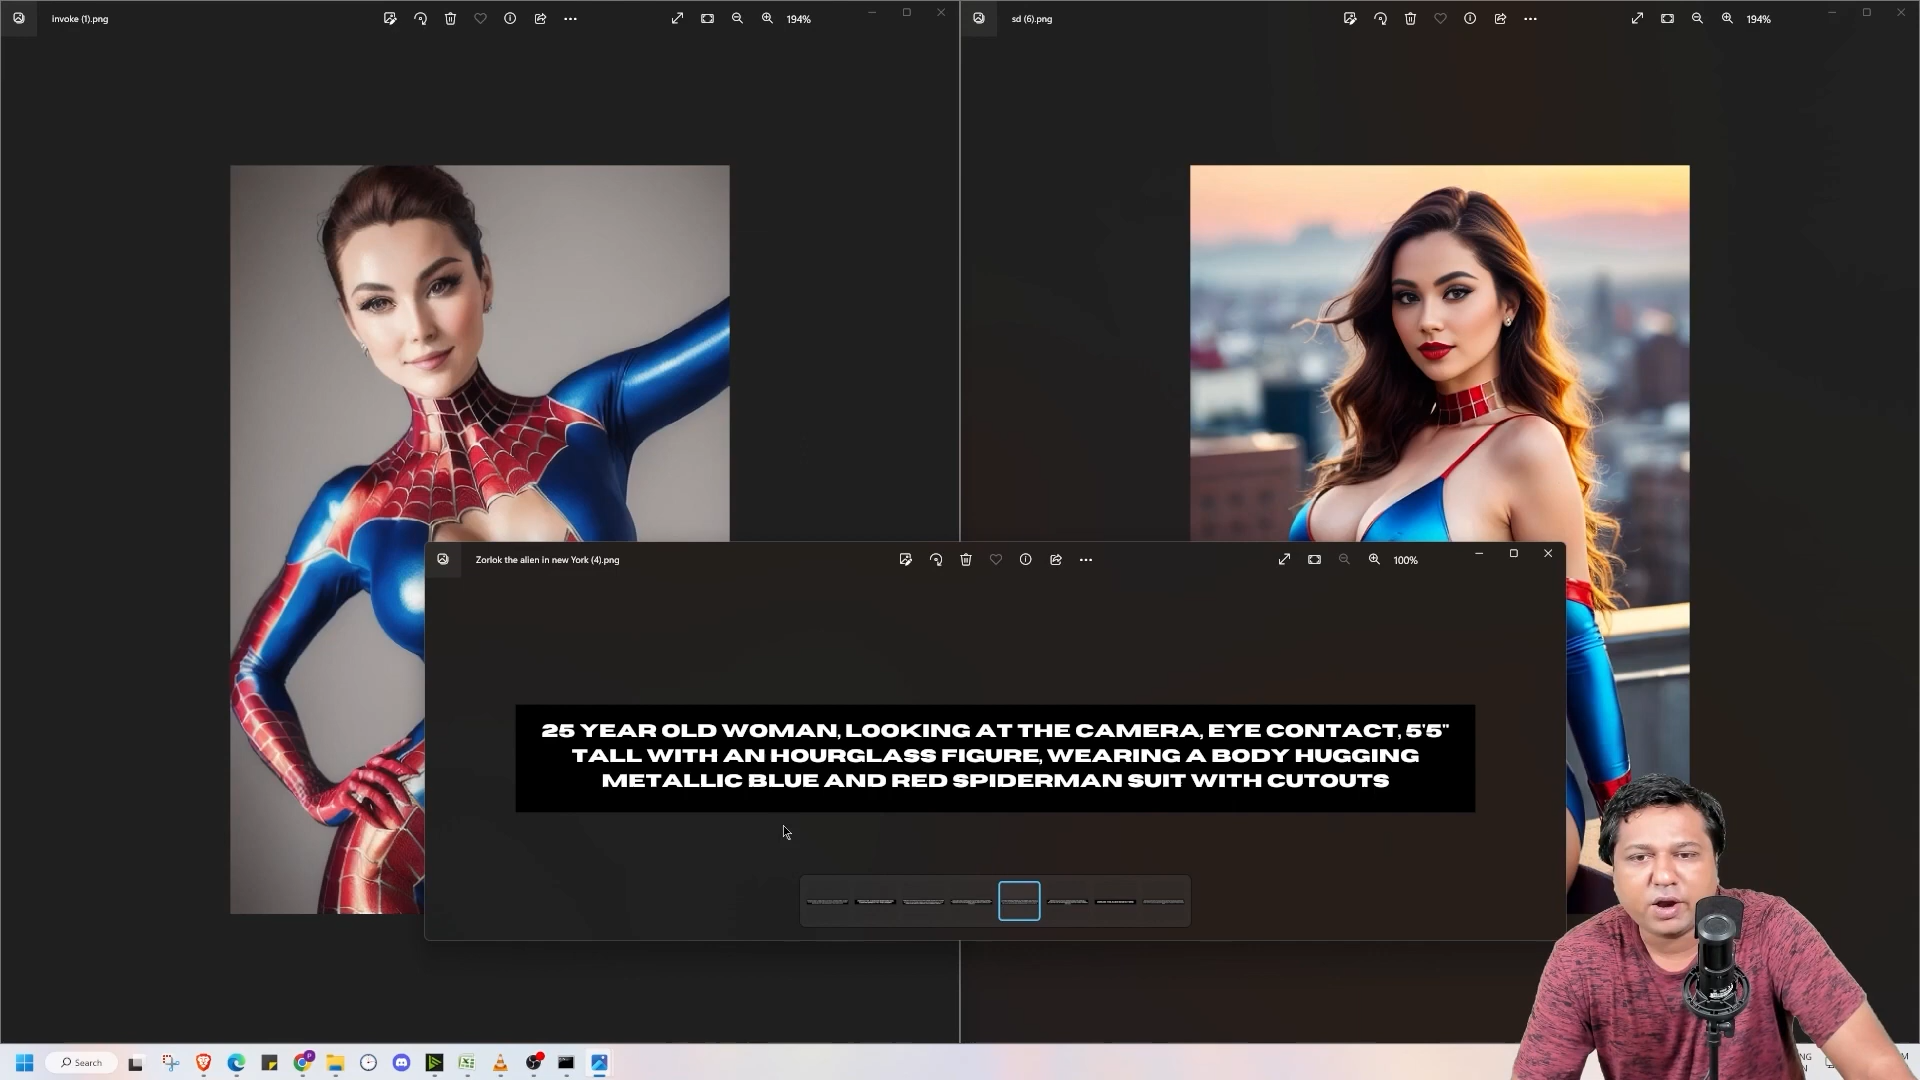 invoke (1).png
194%
sd (6).png
194%
Zorlok the alien in new York (4).png
100%
25 YEAR OLD WOMAN, LOOKING AT THE CAMERA, EYE CONTACT, 5'5"
TALL WITH AN HOURGLASS FIGURE, WEARING A BODY HUGGING
METALLIC BLUE AND RED SPIDERMAN SUIT WITH CUTOUTS
Search